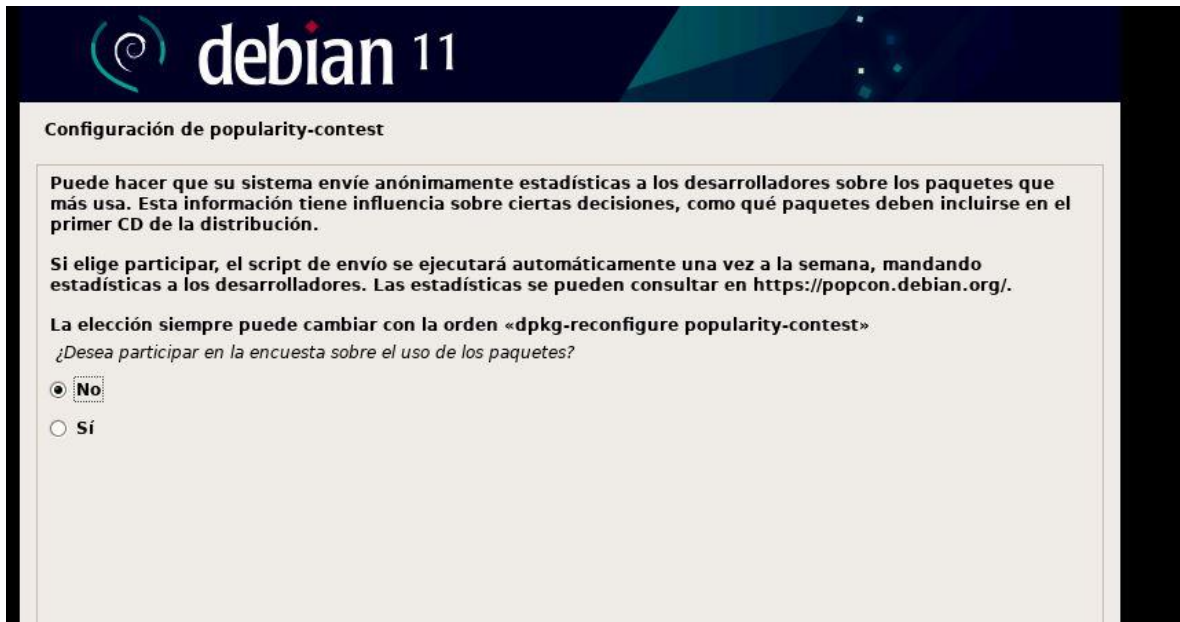 debian 11
Configuración de popularity-contest
Puede hacer que su sistema envíe anónimamente estadísticas a los desarrolladores sobre los paquetes que
más usa. Esta información tiene influencia sobre ciertas decisiones, como qué paquetes deben incluirse en el
primer CD de la distribución.
Si elige participar, el script de envío se ejecutará automáticamente una vez a la semana, mandando
estadísticas a los desarrolladores. Las estadísticas se pueden consultar en https://popcon.debian.org/.
La elección siempre puede cambiar con la orden «dpkg-reconfigure popularity-contest»
¿Desea participar en la encuesta sobre el uso de los paquetes?
No
Sí